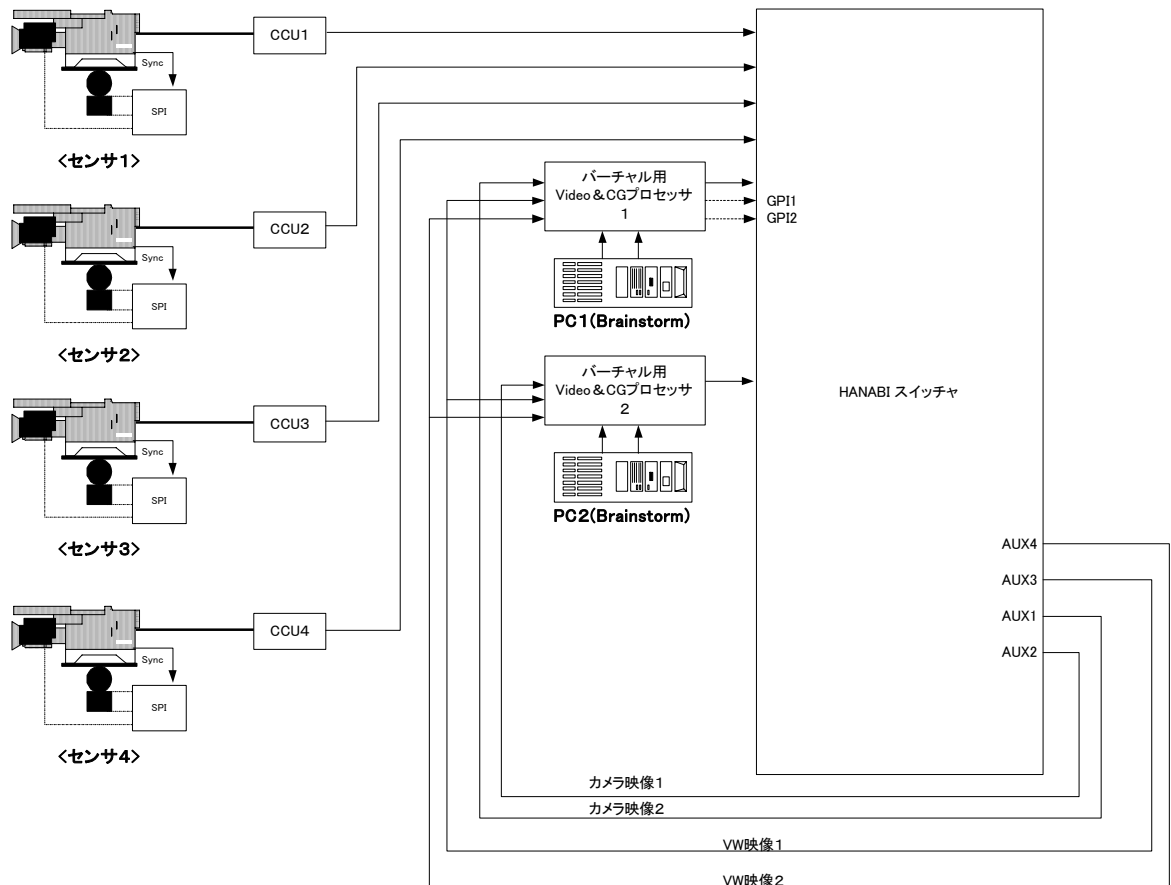 CCU1
Sync
SPI
<センサ1>
CCU2
Sync
SPI
<センサ2>
CCU3
Sync
SPI
<センサ3>
CCU4
Sync
SPI
<センサ4>
バーチャル用
Video&CGプロセッサ
1
GPI1
GPI2
PC1(Brainstorm)
バーチャル用
Video&CGプロセッサ
2
PC2(Brainstorm)
HANABI スイッチャ
AUX4
AUX3
AUX1
AUX2
カメラ映像1
カメラ映像2
VW映像1
VW映像2